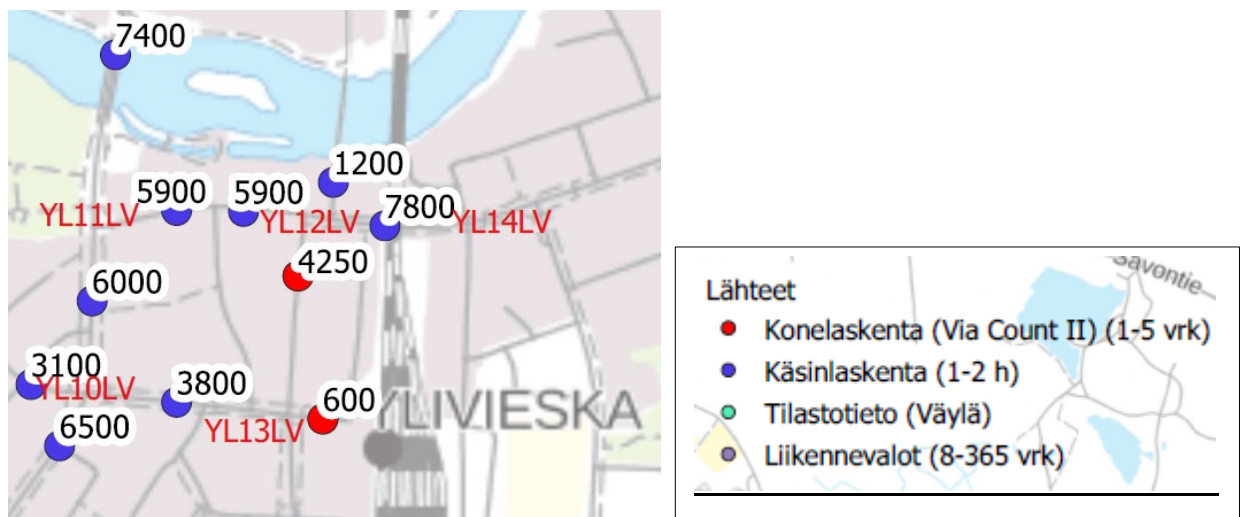 7400
1200
5900
5900
YL11LV
YL12LV
7800
YL14LV
4250
6000
3100
YL10LV
3800
600
YLIVIESKA
YL13LV
6500
Savontie
Lähteet
Konelaskenta (Via Count II) (1-5 vrk)
Käsinlaskenta (1-2 h)
Tilastotieto (Väylä)
Liikennevalot (8-365 vrk)